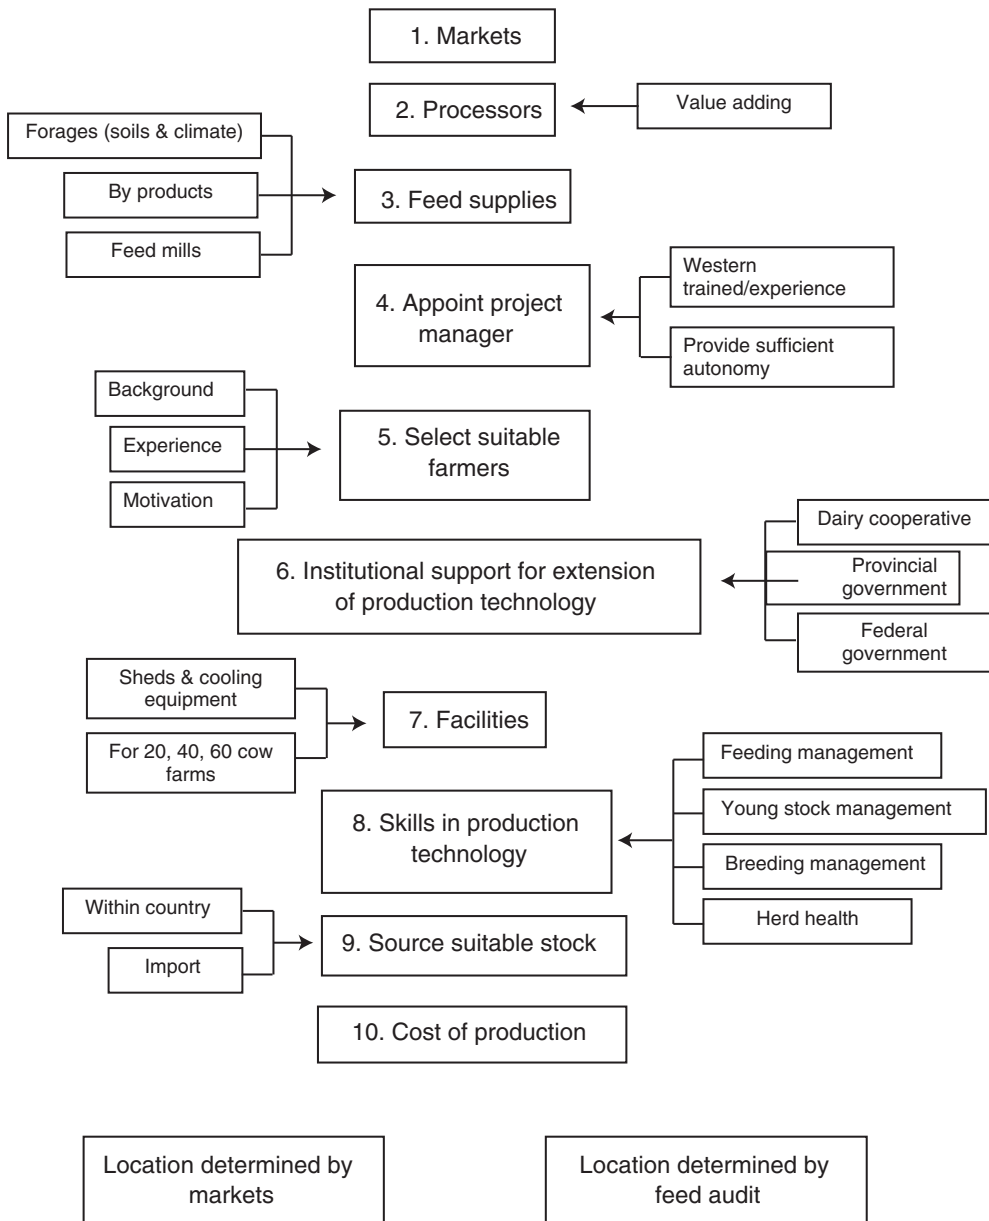 1. Markets
2. Processors
Value adding
Forages (soils & climate)
By products
Feed mills
3. Feed supplies
4. Appoint project
manager
Western
trained/experience
Provide sufficient
autonomy
Background
Experience
Motivation
5. Select suitable
farmers
6. Institutional support for extension
of production technology
Dairy cooperative
Provincial
government
Federal
government
Sheds & cooling
equipment
For 20, 40, 60 cow
farms
7. Facilities
8. Skills in production
technology
Feeding management
Young stock management
Breeding management
Herd health
Within country
Import
9. Source suitable stock
10. Cost of production
Location determined by
markets
Location determined by
feed audit